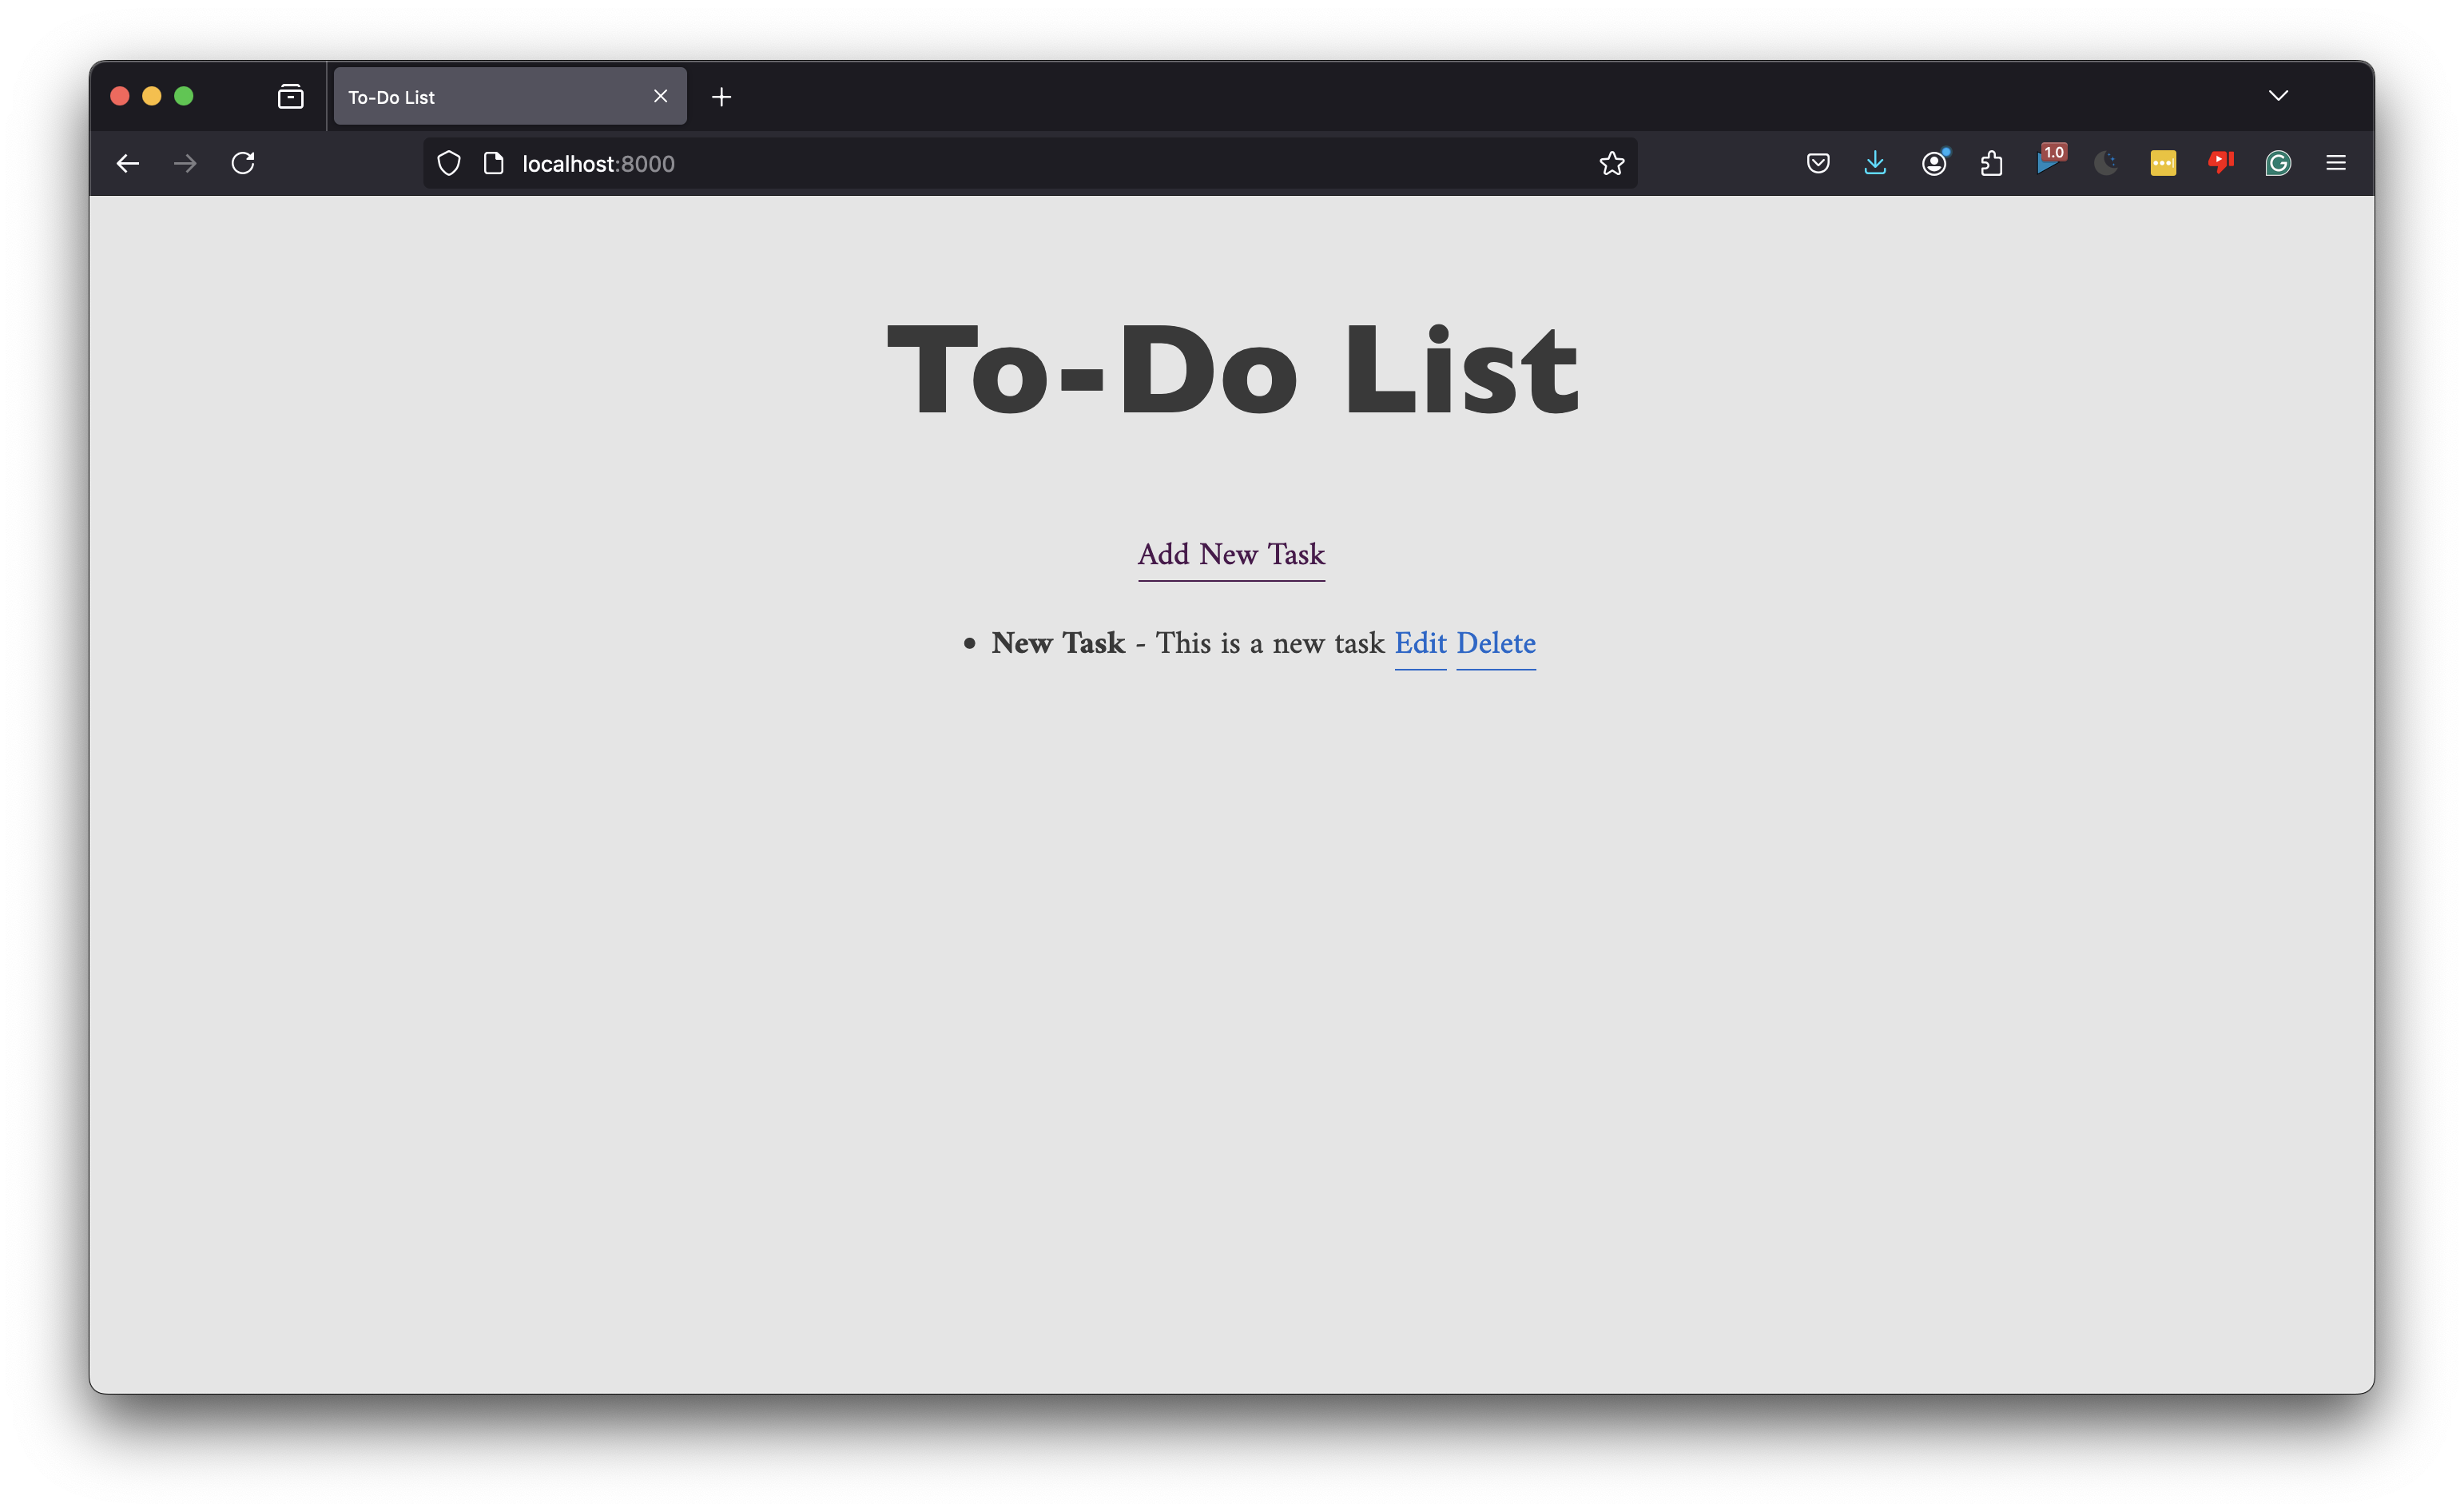 To-Do List
localhost:8000
1.0
To-Do List
Add New Task
• New Task - This is a new task Edit Delete